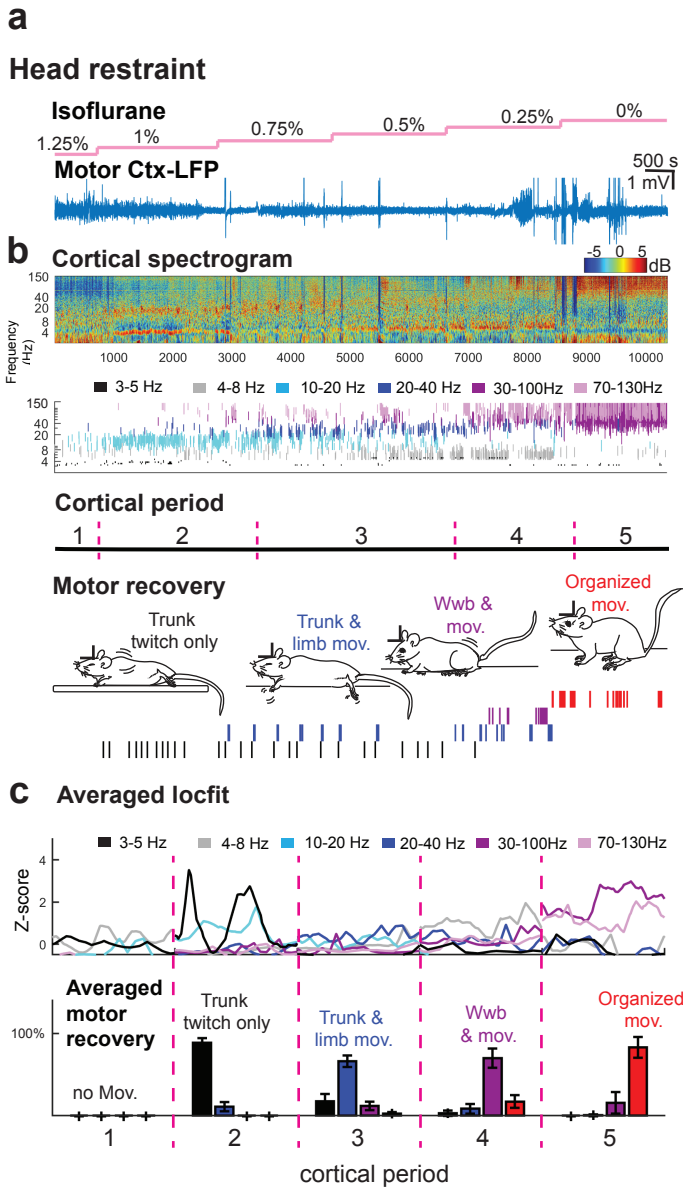 a
Head restraint
Isoflurane
1.25% 1% 0.75% 0.5% 0.25% 0%
Motor Ctx-LFP
500 s
1 mV
b
Cortical spectrogram
-5 0 5
dB
Frequency
/Hz)
150
40
20
8
4
1000 2000 3000 4000 5000 6000 7000 8000 9000 10000
3-5 Hz 4-8 Hz 10-20 Hz 20-40 Hz 30-100Hz 70-130Hz
150
40
20
8
4
Cortical period
1 2 3 4 5
Motor recovery
Trunk
twitch only
Trunk &
limb mov.
Wwb &
mov.
Organized
mov.
c
Averaged locfit
3-5 Hz 4-8 Hz 10-20 Hz 20-40 Hz 30-100Hz 70-130Hz
Z-score
4
2
0
Averaged
motor
recovery
100%
no Mov.
Trunk
twitch only
Trunk &
limb mov.
Wwb
& mov.
Organized
mov.
1 2 3 4 5
cortical period